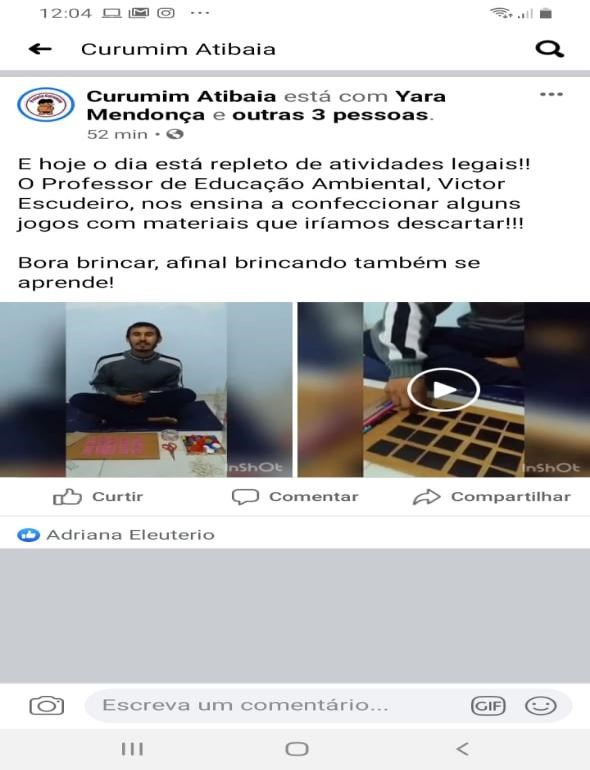 12:04
Curumim Atibaia
Curumim Atibaia está com Yara
Mendonça e outras 3 pessoas.
52 min
E hoje o dia está repleto de atividades legais!!
O Professor de Educação Ambiental, Victor
Escudeiro, nos ensina a confeccionar alguns
jogos com materiais que iríamos descartar!!!
Bora brincar, afinal brincando também se
aprende!
InShOt
InShOt
Curtir
Comentar
Compartilhar
Adriana Eleuterio
Escreva um comentário...
GIF